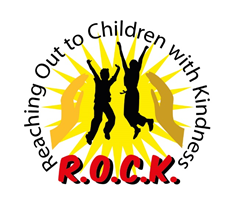 Reaching Out to Children with Kindness
R.O.C.K.